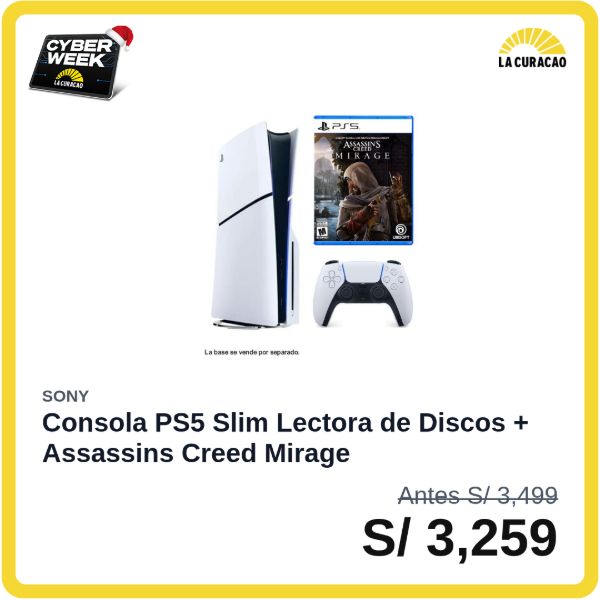 CYBER
WEEK
LA CURACAO
LA CURACAO
PS5
ASSASSIN'S
CREED
MIRAGE
UBISOFT
La base se vende por separado.
SONY
Consola PS5 Slim Lectora de Discos +
Assassins Creed Mirage
Antes S/ 3,499
S/ 3,259